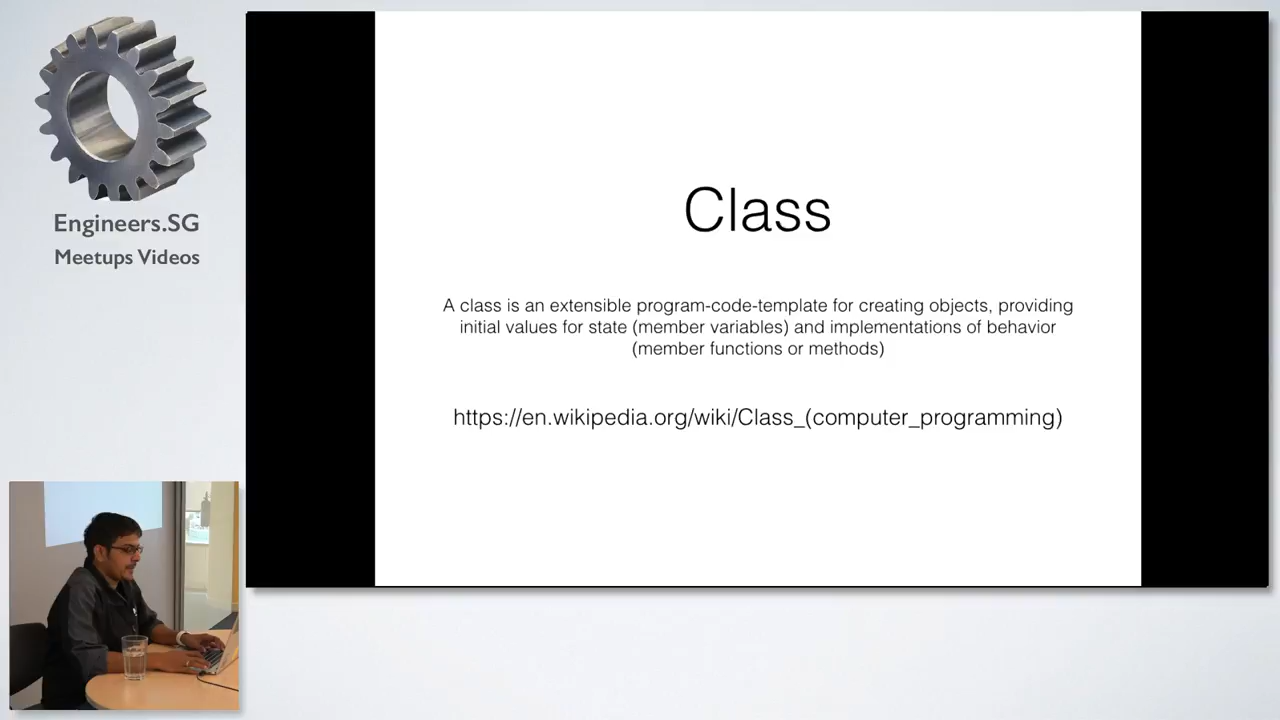 Engineers.SG
Meetups Videos
Class
A class is an extensible program-code-template for creating objects, providing
initial values for state (member variables) and implementations of behavior
(member functions or methods)
https://en.wikipedia.org/wiki/Class_(computer_programming)